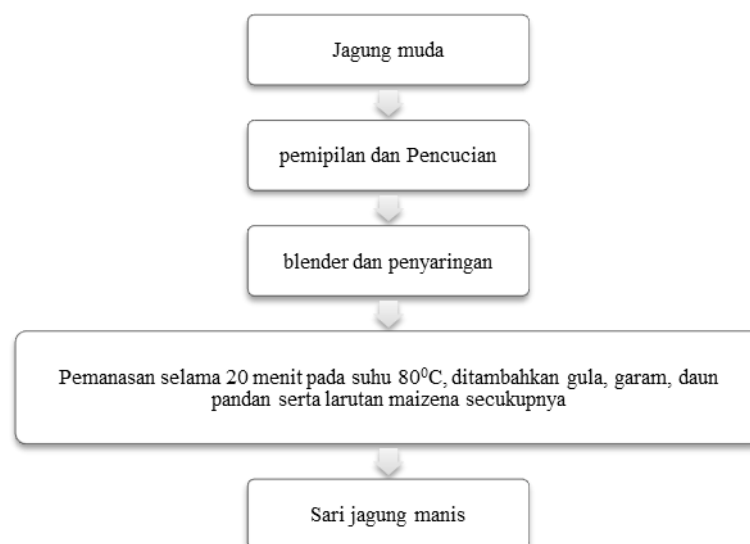 Jagung muda
pemipilan dan Pencucian
blender dan penyaringan
Pemanasan selama 20 menit pada suhu 80⁰C, ditambahkan gula, garam, daun
pandan serta larutan maizena secukupnya
Sari jagung manis